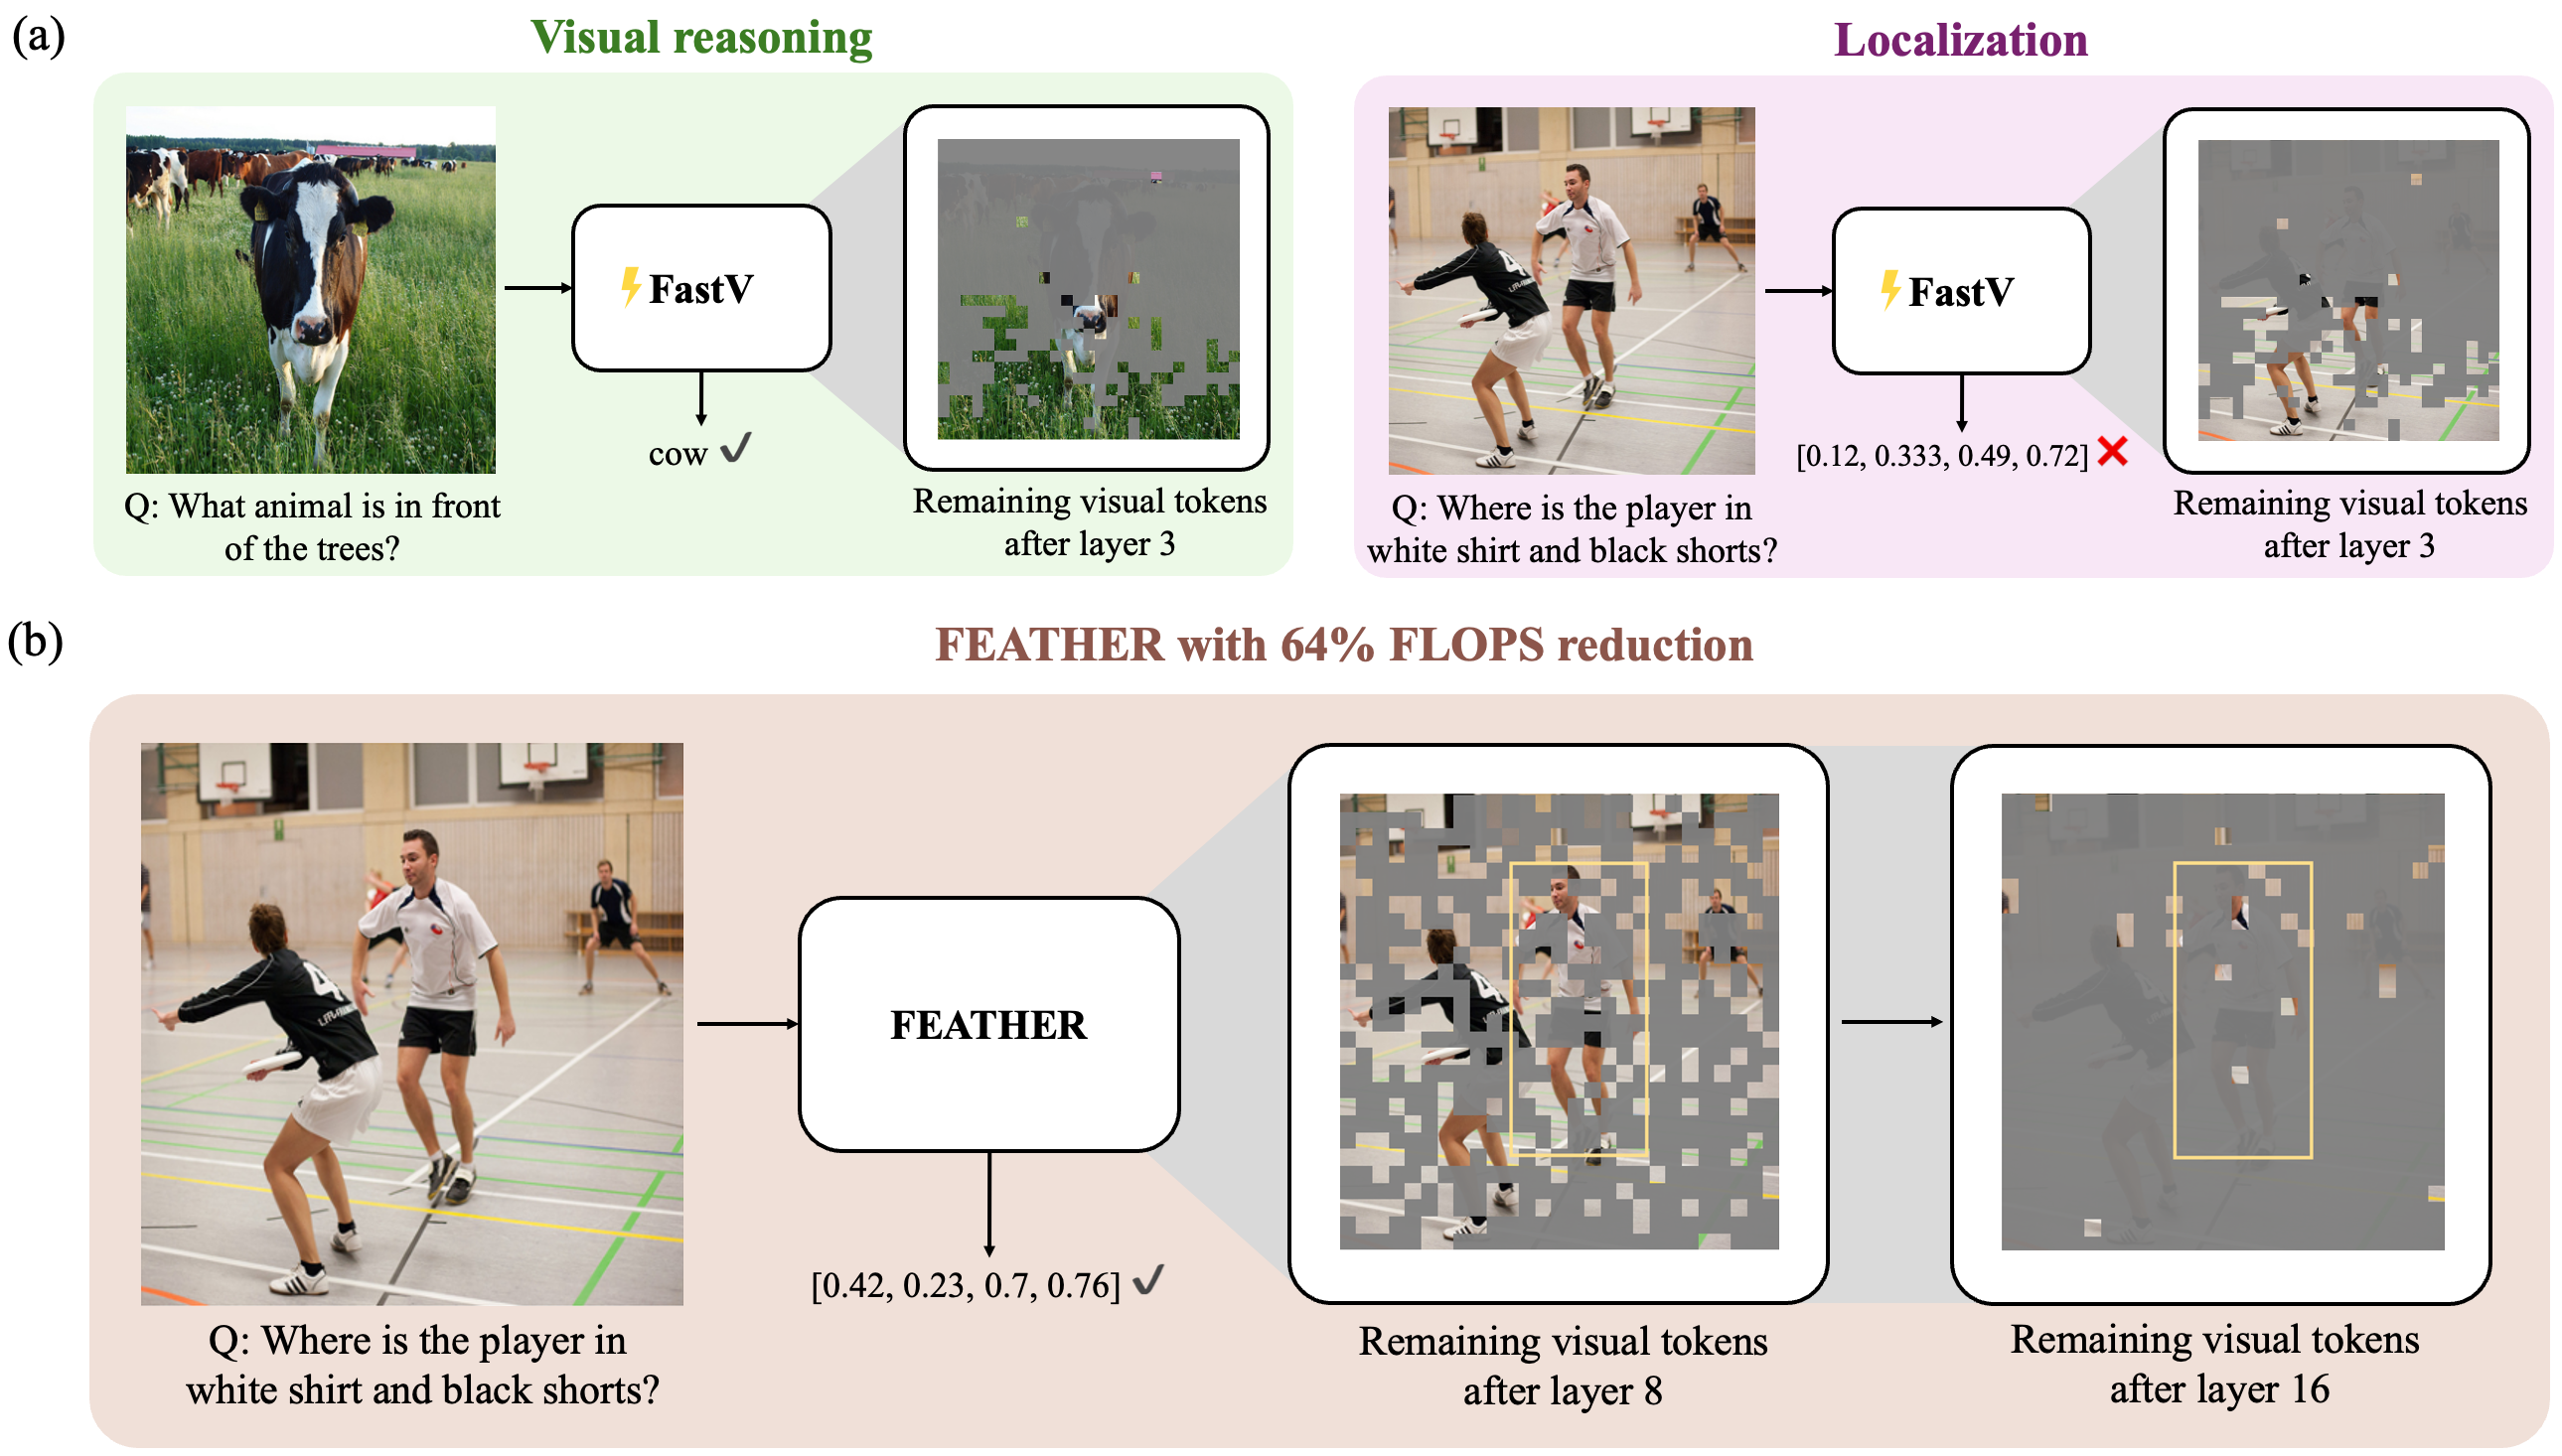 (a)
Visual reasoning
FastV
cow ✓
Q: What animal is in front
of the trees?
Remaining visual tokens
after layer 3
Localization
4
FastV
[0.12, 0.333, 0.49, 0.72] ❌
Q: Where is the player in
white shirt and black shorts?
Remaining visual tokens
after layer 3
(b)
FEATHER with 64% FLOPS reduction
4
FEATHER
[0.42, 0.23, 0.7, 0.76] ✓
Q: Where is the player in
white shirt and black shorts?
4
Remaining visual tokens
after layer 8
Remaining visual tokens
after layer 16